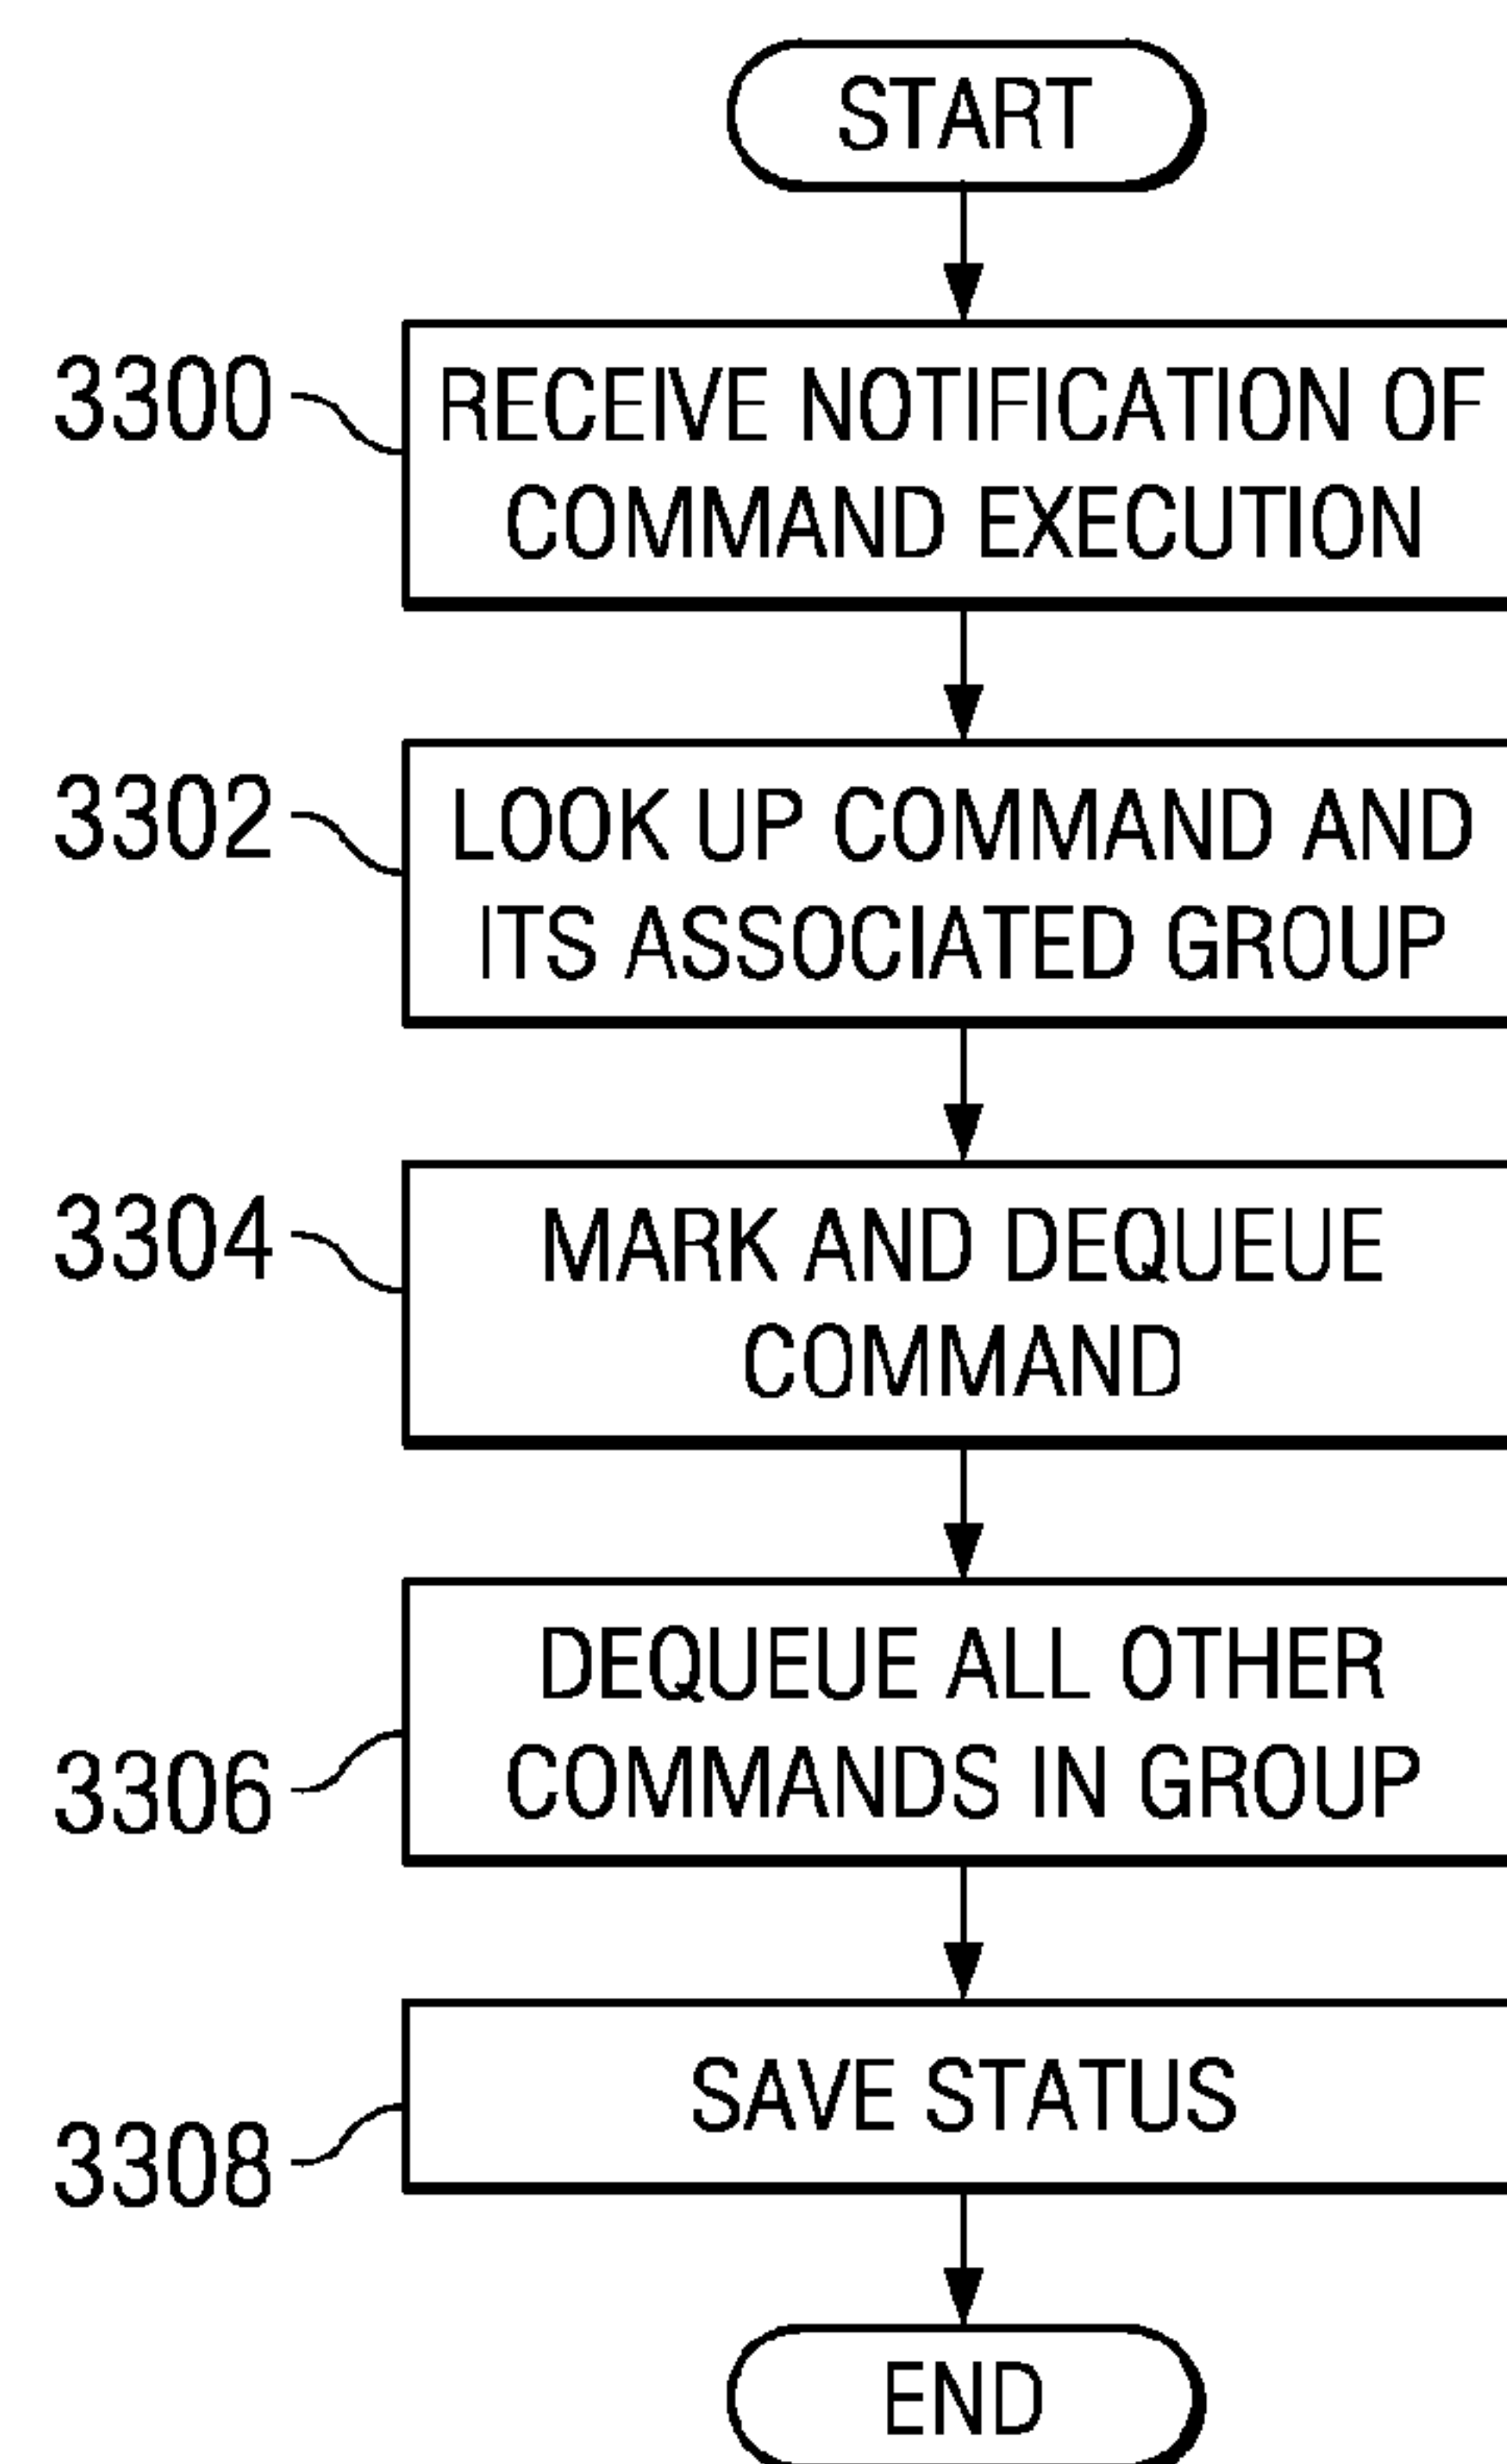 START
3300
RECEIVE NOTIFICATION OF
COMMAND EXECUTION
3302
LOOK UP COMMAND AND
ITS ASSOCIATED GROUP
3304
MARK AND DEQUEUE
COMMAND
DEQUEUE ALL OTHER
COMMANDS IN GROUP
3306
SAVE STATUS
3308
END